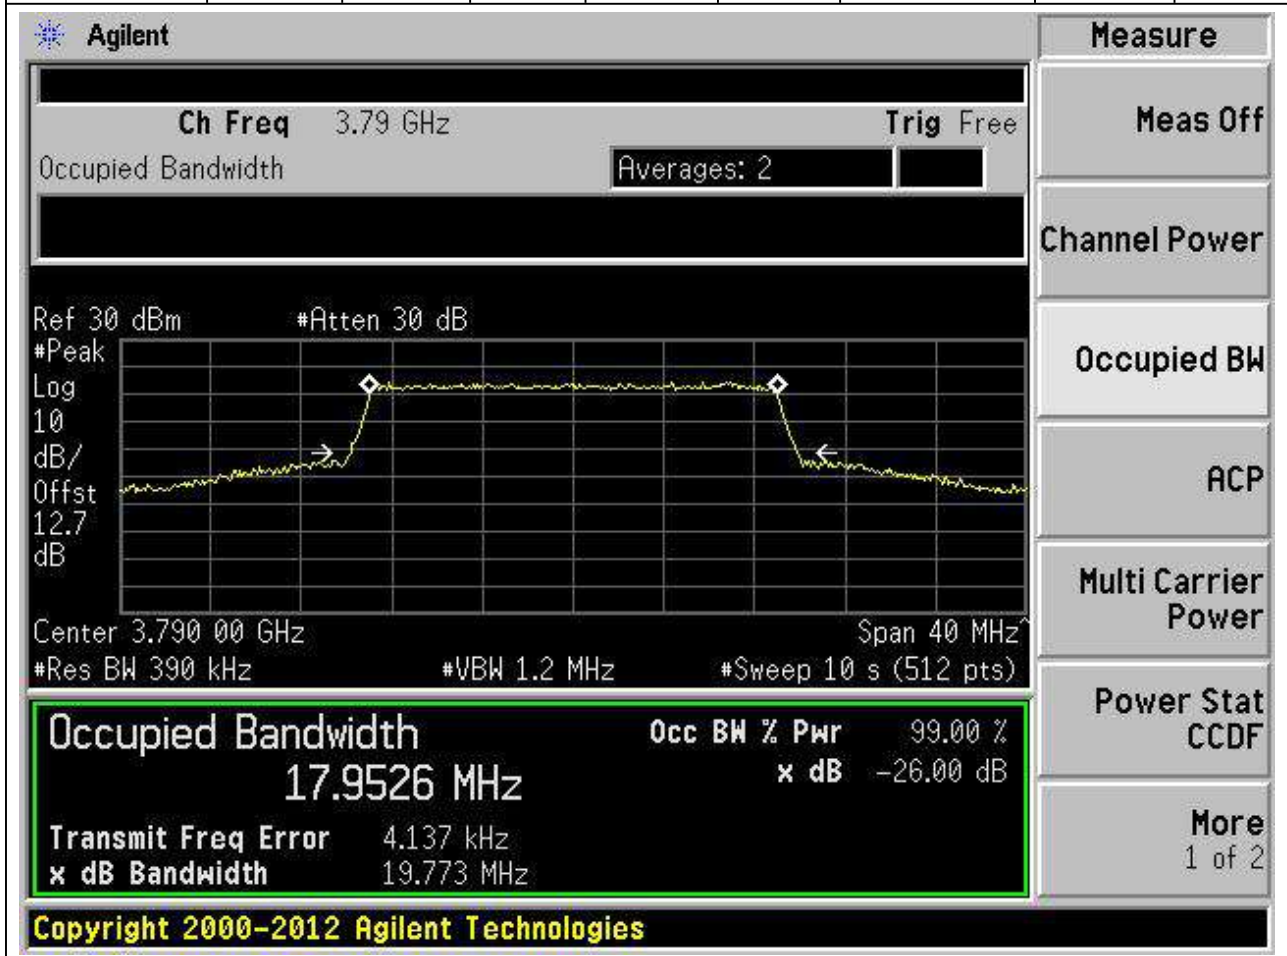 Agilent
Measure
Ch Freq 3.79 GHz Trig Free
Meas Off
Occupied Bandwidth Averages: 2
Channel Power
Ref 30 dBm #Atten 30 dB
#Peak
Log
10
dB/
Offst
12.7
dB
Occupied BW
ACP
Center 3.790 00 GHz Span 40 MHz^
#Res BW 390 kHz #VBW 1.2 MHz #Sweep 10 s (512 pts)
Multi Carrier
Power
Occupied Bandwidth Occ BW % Pwr 99.00 %
17.9526 MHz x dB -26.00 dB
Power Stat
CCDF
Transmit Freq Error 4.137 kHz
x dB Bandwidth 19.773 MHz
More
1 of 2
Copyright 2000-2012 Agilent Technologies